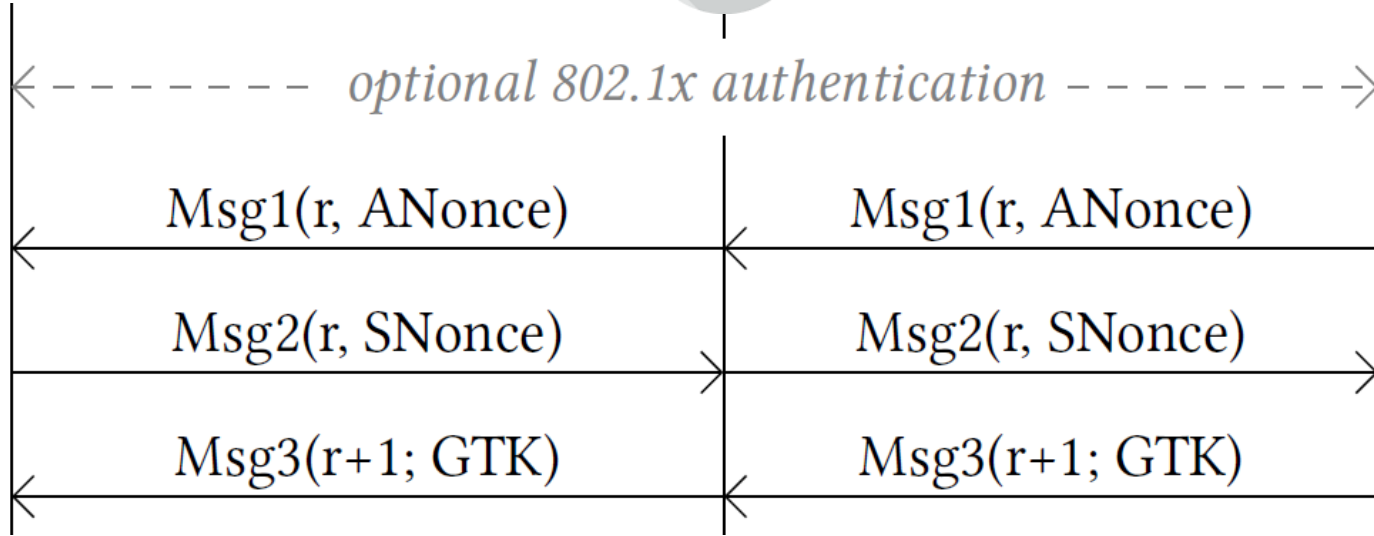 optional 802.1x authentication
Msg1(r, ANonce) Msg1(r, ANonce)
Msg2(r, SNonce) Msg2(r, SNonce)
Msg3(r+1; GTK) Msg3(r+1; GTK)